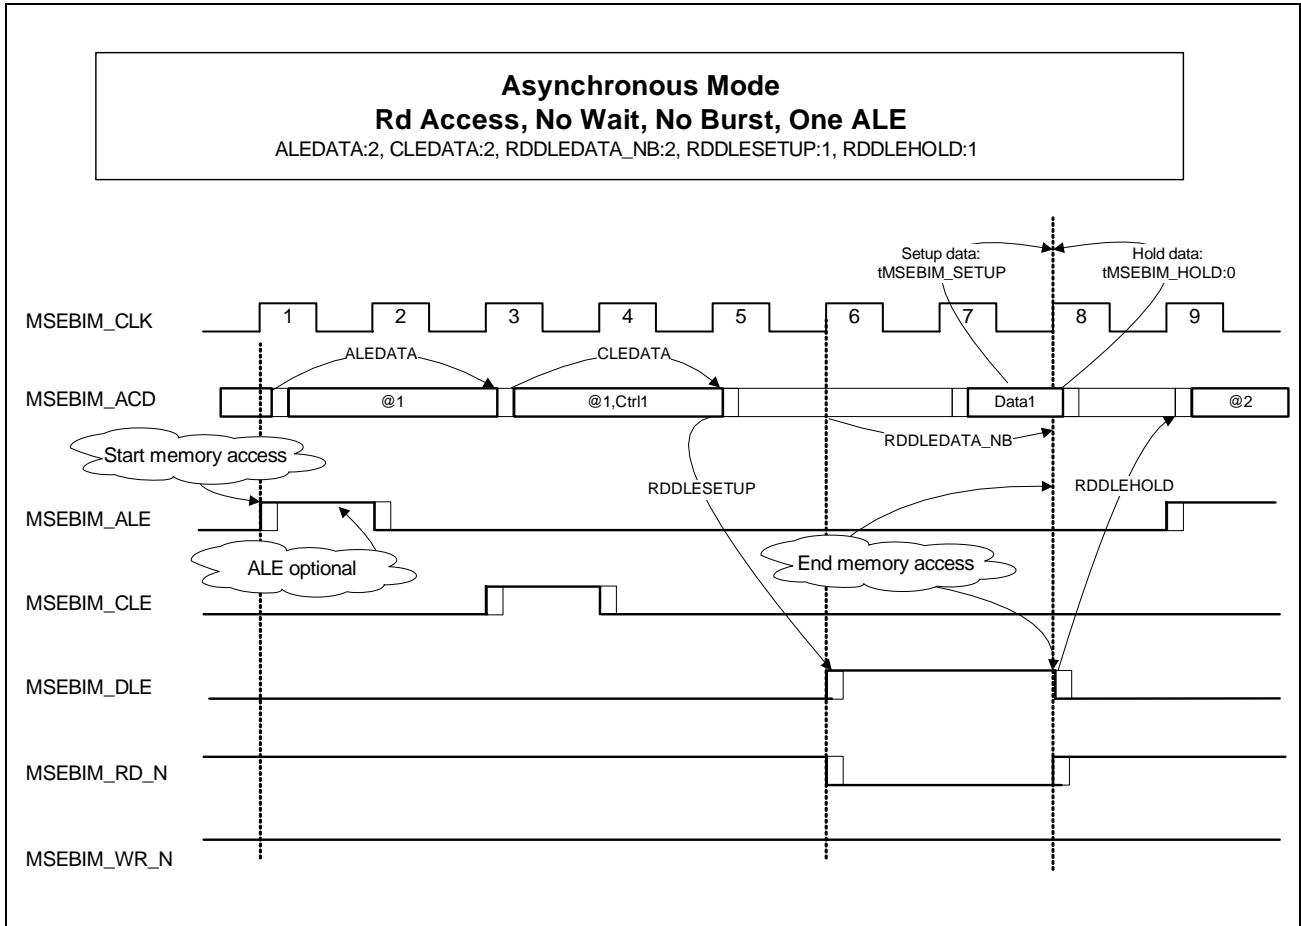 Asynchronous Mode
Rd Access, No Wait, No Burst, One ALE
ALEDATA:2, CLEDATA:2, RDDLEDATA_NB:2, RDDLESETUP:1, RDDLEHOLD:1
Setup data:
tMSEBIM_SETUP
Hold data:
tMSEBIM_HOLD:0
MSEBIM_CLK
1 2 3 4 5 6 7 8 9
ALEDATA
CLEDATA
MSEBIM_ACD
@1
@1,Ctrl1
Data1
@2
RDDLEDATA_NB
Start memory access
RDDLESETUP
RDDLEHOLD
MSEBIM_ALE
ALE optional
End memory access
MSEBIM_CLE
MSEBIM_DLE
MSEBIM_RD_N
MSEBIM_WR_N